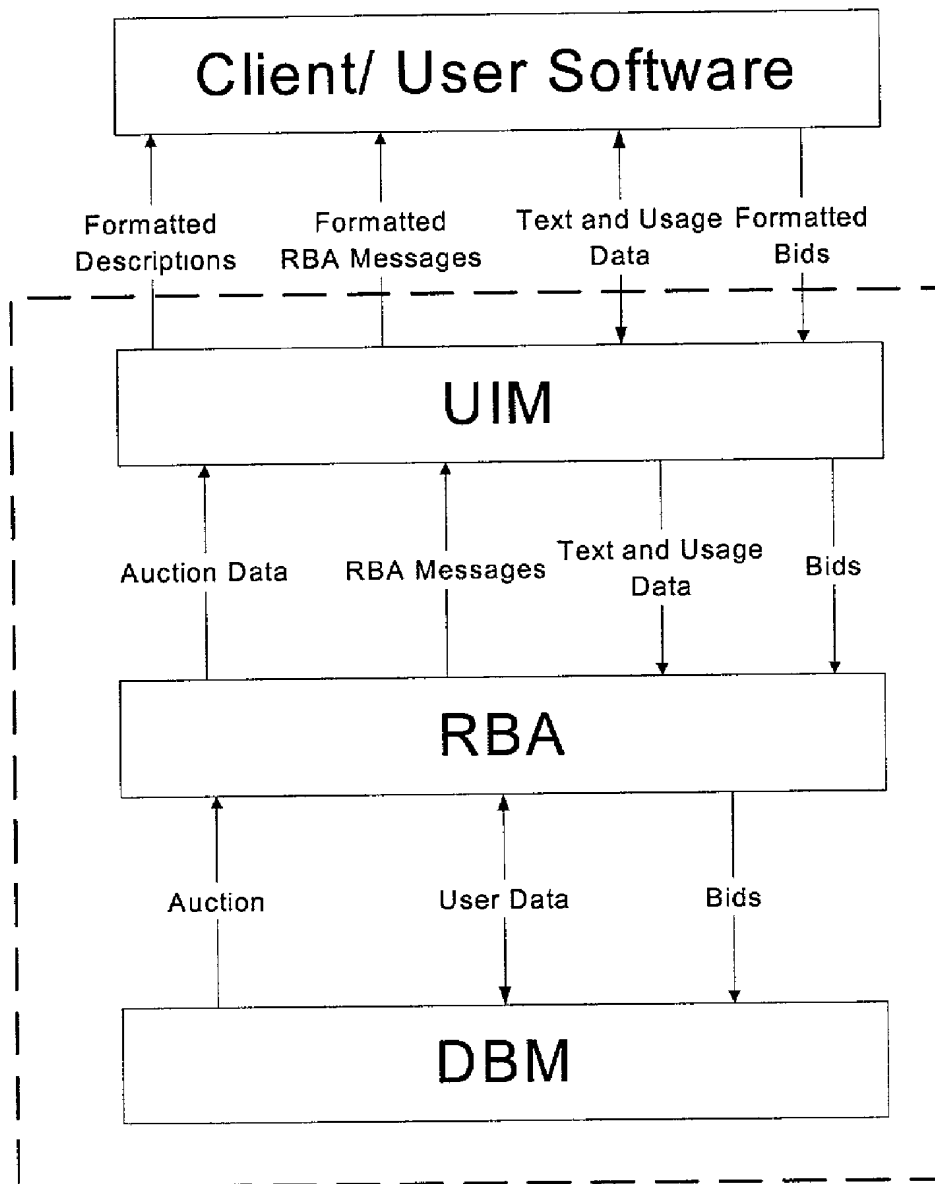 Client/ User Software
Formatted
Descriptions
Formatted
RBA Messages
Text and Usage
Data
Formatted
Bids
UIM
Auction Data
RBA Messages
Text and Usage
Data
Bids
RBA
Auction
User Data
Bids
DBM